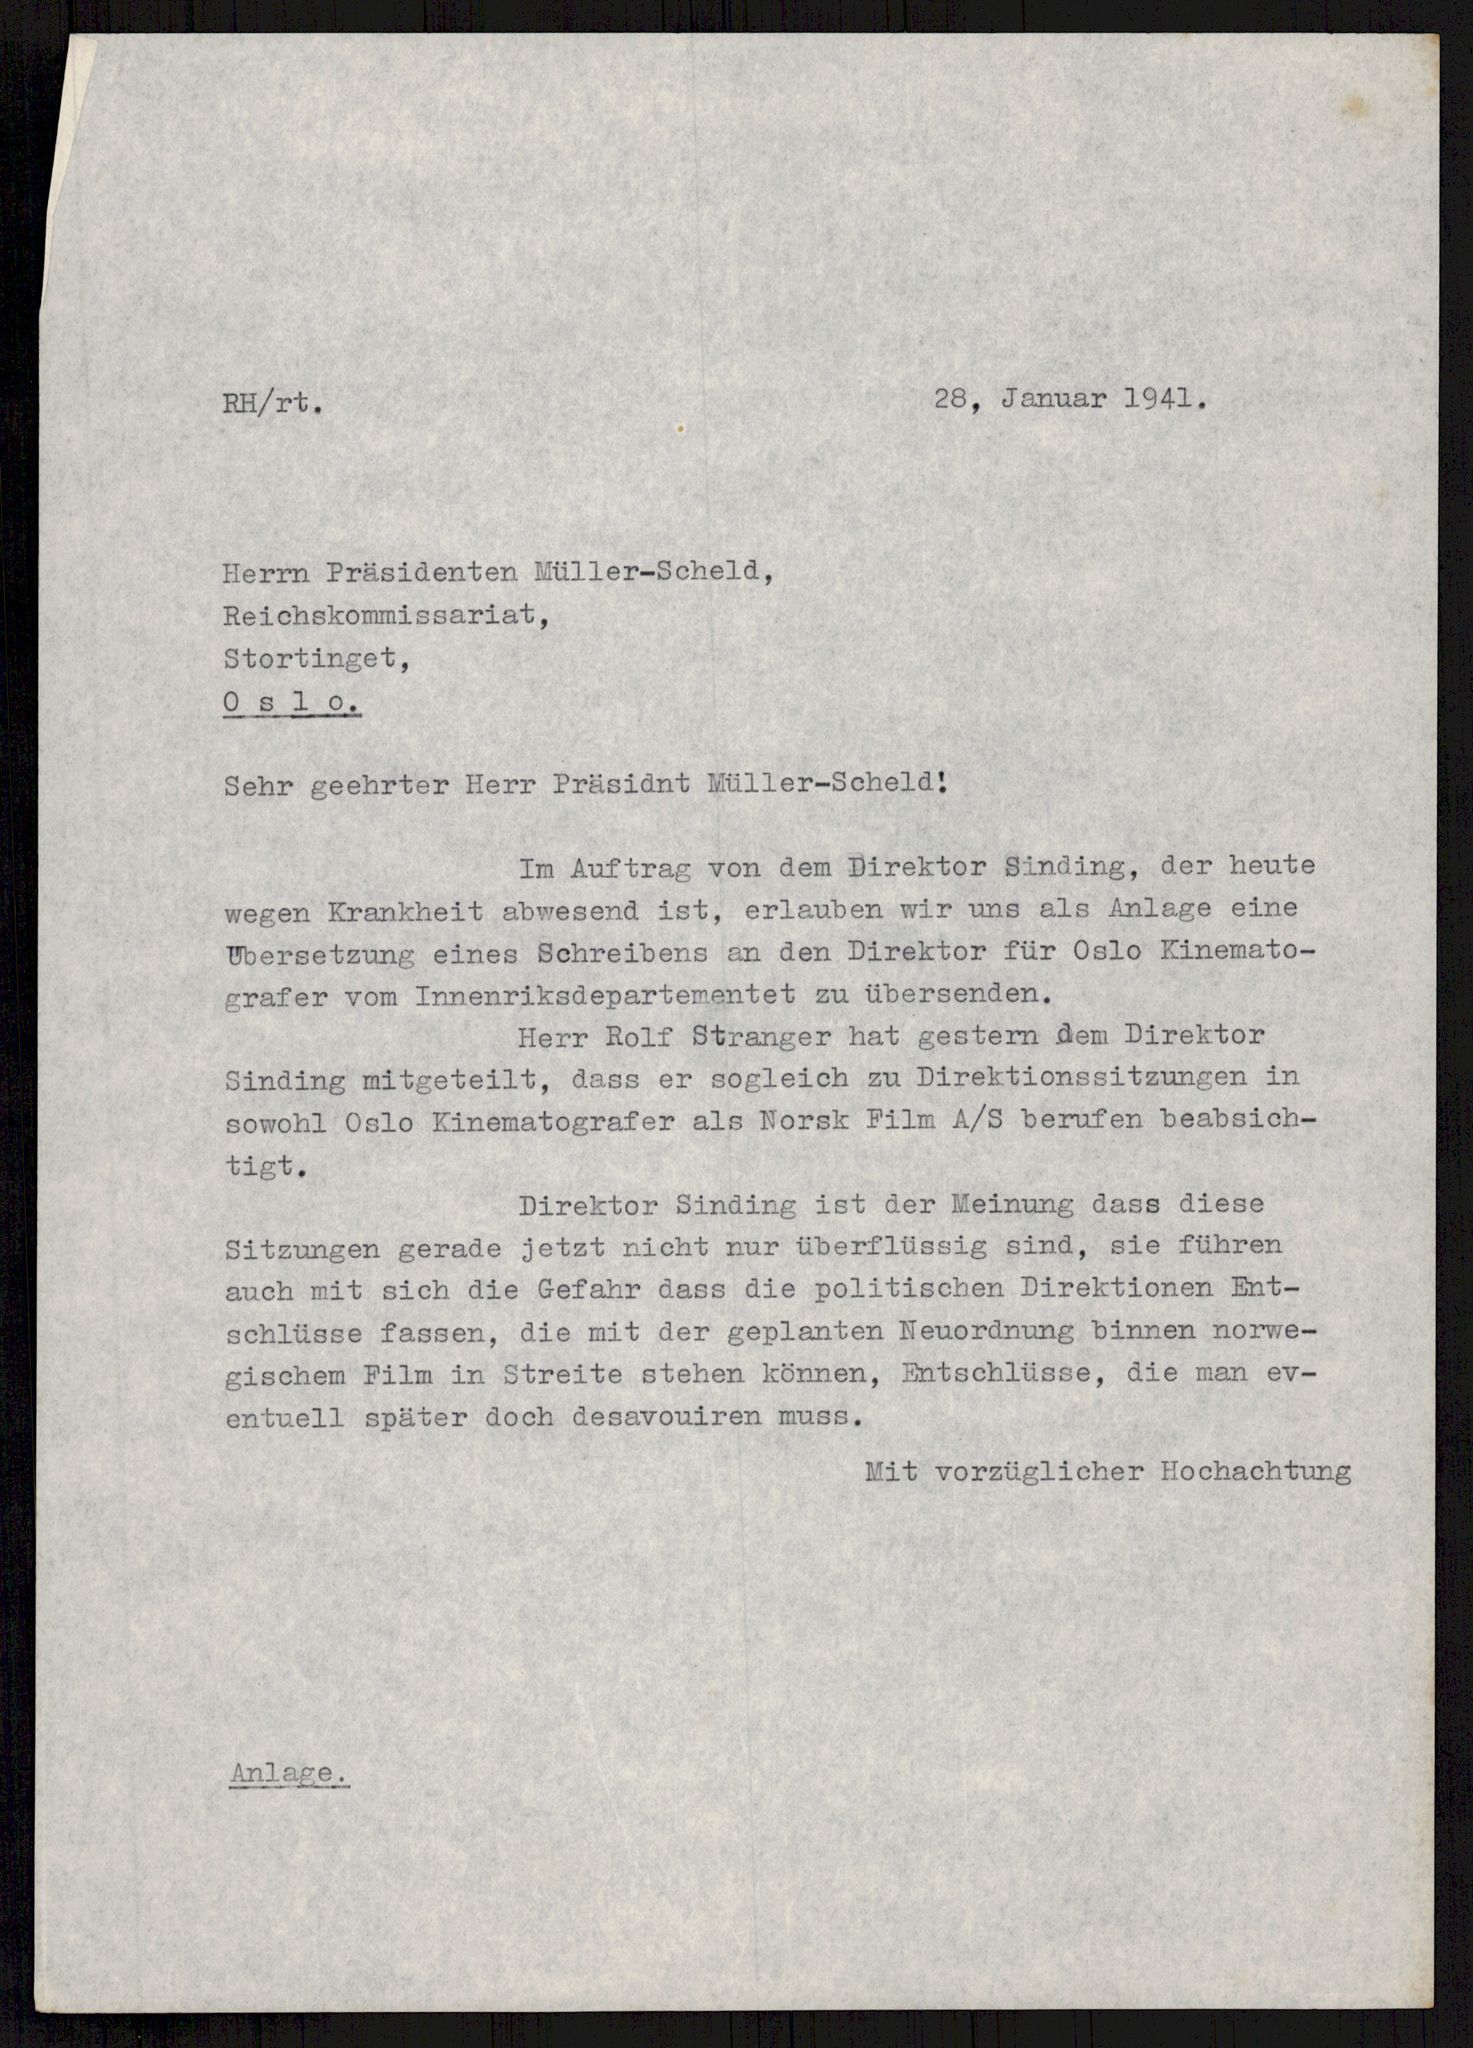 RH/rt. 28, Januar 1941.
Herrn Präsidenten Müller-Scheld,
Reichskommissariat,
Stortinget,
O s l o.
Sehr geehrter Herr Präsidnt Müller-Scheld!
Im Auftrag von dem Direktor Sinding, der heute
wegen Krankheit abwesend ist, erlauben wir uns als Anlage eine
Übersetzung eines Schreibens an den Direktor für Oslo Kinemato-
grafer vom Innenriksdepartementet zu übersenden.
Herr Rolf Stranger hat gestern dem Direktor
Sinding mitgeteilt, dass er sogleich zu Direktionssitzungen in
sowohl Oslo Kinematografer als Norsk Film A/S berufen beabsich-
tigt.
Direktor Sinding ist der Meinung dass diese
Sitzungen gerade jetzt nicht nur überflüssig sind, sie führen
auch mit sich die Gefahr dass die politischen Direktionen Ent-
schlüsse fassen, die mit der geplanten Neuordnung binnen norwe-
gischem Film in Streite stehen können, Entschlüsse, die man ev-
entuell später doch desavouiren muss.
Mit vorzüglicher Hochachtung
Anlage.